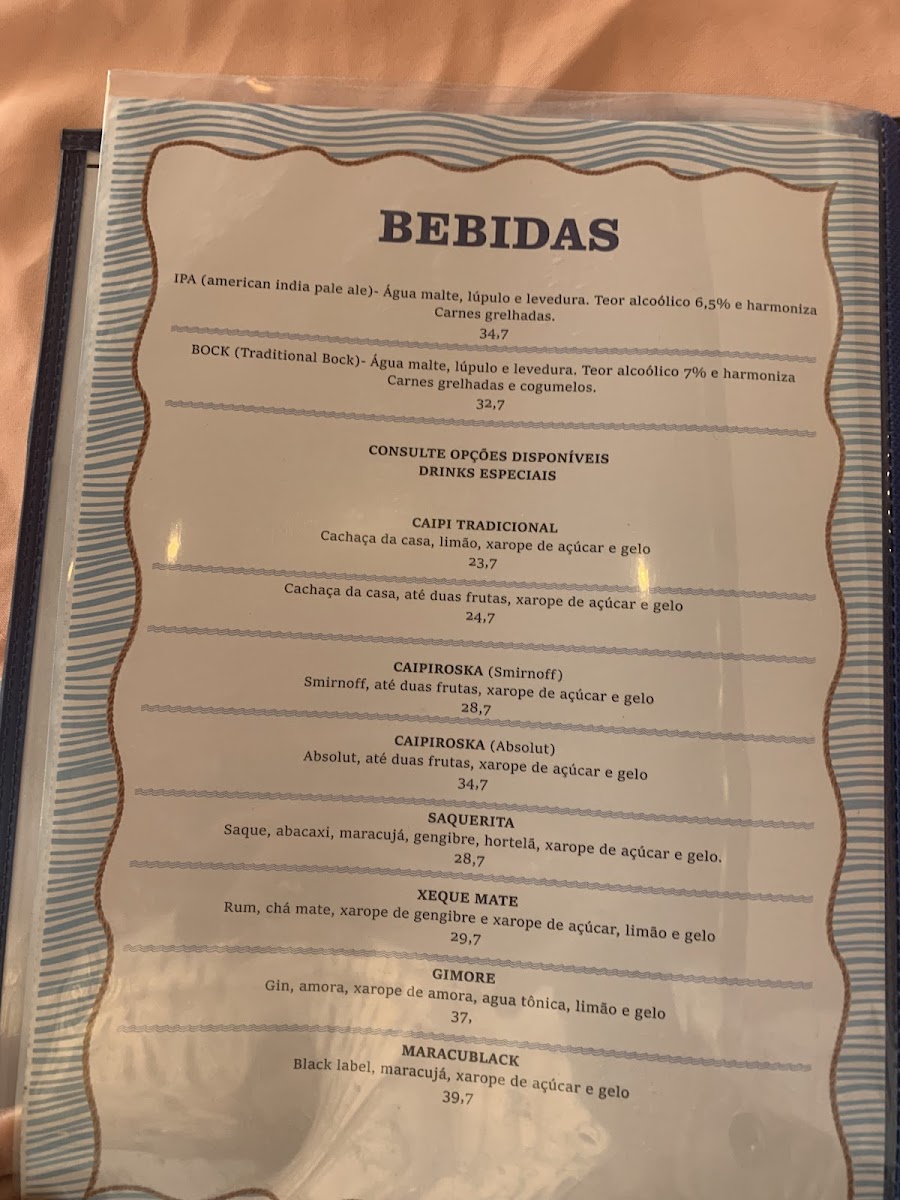 BEBIDAS
IPA (american india pale ale)- Água malte, lúpulo e levedura. Teor alcoólico 6,5% e harmoniza
Carnes grelhadas.
34,7
BOCK (Traditional Bock)- Água malte, lúpulo e levedura. Teor alcoólico 7% e harmoniza
Carnes grelhadas e cogumelos.
32,7
CONSULTE OPÇÕES DISPONÍVEIS
DRINKS ESPECIAIS
CAIPI TRADICIONAL
Cachaça da casa, limão, xarope de açúcar e gelo
23,7
Cachaça da casa, até duas frutas, xarope de açúcar e gelo
24,7
CAIPIROSKA (Smirnoff)
Smirnoff, até duas frutas, xarope de açúcar e gelo
28,7
CAIPIROSKA (Absolut)
Absolut, até duas frutas, xarope de açúcar e gelo
34,7
SAQUERITA
Saque, abacaxi, maracujá, gengibre, hortelã, xarope de açúcar e gelo.
28,7
XEQUE MATE
Rum, chá mate, xarope de gengibre e xarope de açúcar, limão e gelo
29,7
GIMORE
Gin, amora, xarope de amora, agua tônica, limão e gelo
37,
MARACUBLACK
Black label, maracujá, xarope de açúcar e gelo
39,7